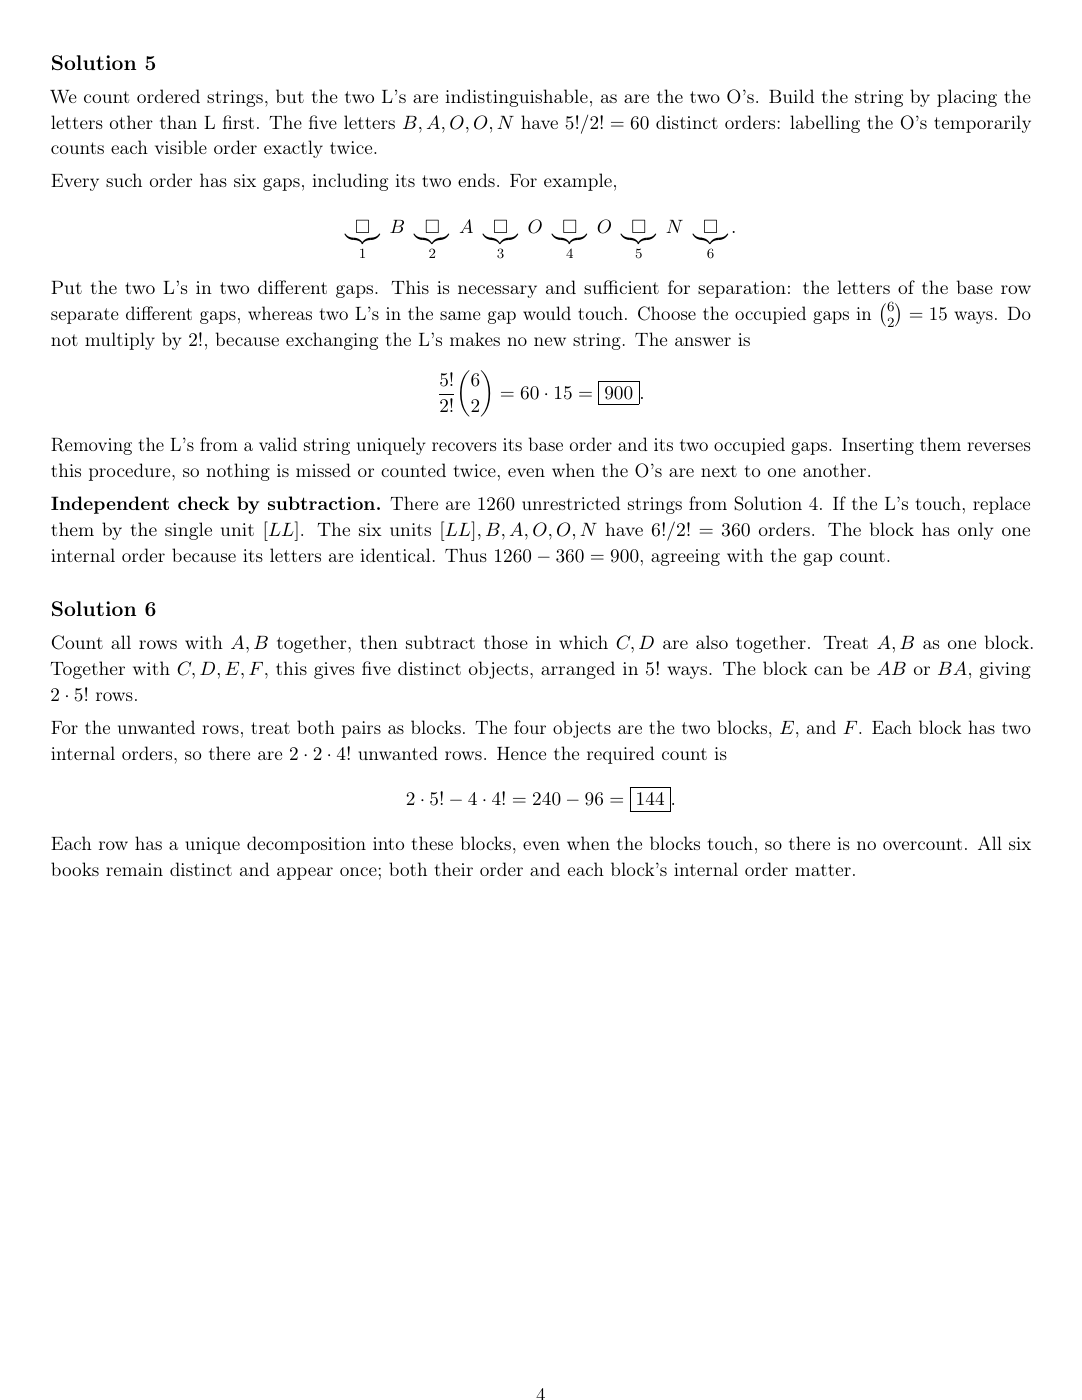 Solution 5
We count ordered strings, but the two L's are indistinguishable, as are the two O's. Build the string by placing the
letters other than L first. The five letters B, A, O, O, N have 5!/2! = 60 distinct orders: labelling the O's temporarily
counts each visible order exactly twice.
Every such order has six gaps, including its two ends. For example,
□ B □ A □ O □ O □ N □.
1 2 3 4 5 6
Put the two L's in two different gaps. This is necessary and sufficient for separation: the letters of the base row
separate different gaps, whereas two L's in the same gap would touch. Choose the occupied gaps in (6 2) = 15 ways. Do
not multiply by 2!, because exchanging the L's makes no new string. The answer is
5!/2! (6 2) = 60 · 15 = 900.
Removing the L's from a valid string uniquely recovers its base order and its two occupied gaps. Inserting them reverses
this procedure, so nothing is missed or counted twice, even when the O's are next to one another.
Independent check by subtraction. There are 1260 unrestricted strings from Solution 4. If the L's touch, replace
them by the single unit [LL]. The six units [LL], B, A, O, O, N have 6!/2! = 360 orders. The block has only one
internal order because its letters are identical. Thus 1260 − 360 = 900, agreeing with the gap count.
Solution 6
Count all rows with A, B together, then subtract those in which C, D are also together. Treat A, B as one block.
Together with C, D, E, F, this gives five distinct objects, arranged in 5! ways. The block can be AB or BA, giving
2 · 5! rows.
For the unwanted rows, treat both pairs as blocks. The four objects are the two blocks, E, and F. Each block has two
internal orders, so there are 2 · 2 · 4! unwanted rows. Hence the required count is
2 · 5! − 4 · 4! = 240 − 96 = 144.
Each row has a unique decomposition into these blocks, even when the blocks touch, so there is no overcount. All six
books remain distinct and appear once; both their order and each block's internal order matter.
4